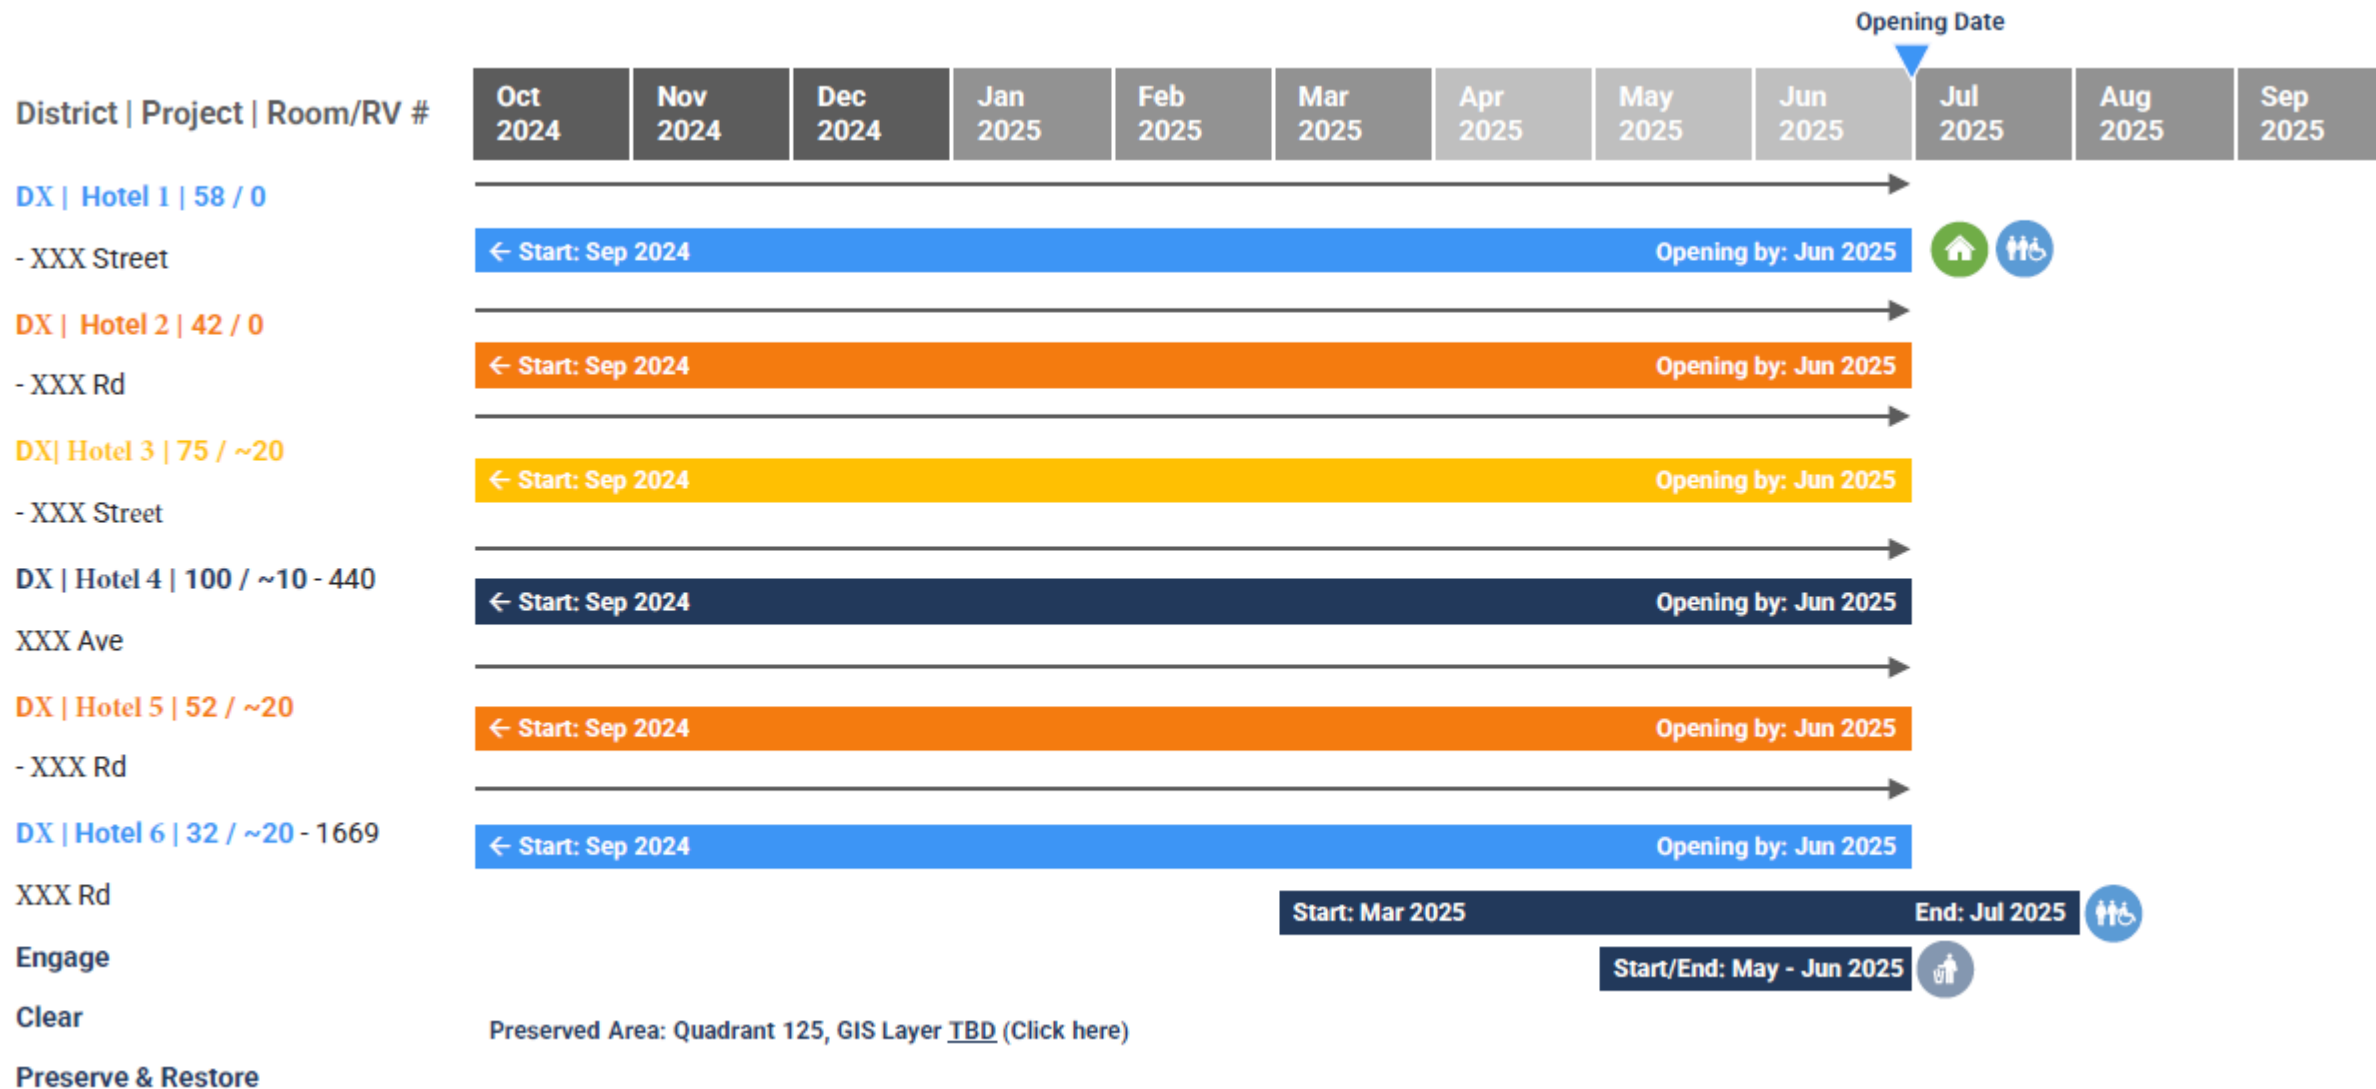 Opening Date
District | Project | Room/RV #
Oct 2024
Nov 2024
Dec 2024
Jan 2025
Feb 2025
Mar 2025
Apr 2025
May 2025
Jun 2025
Jul 2025
Aug 2025
Sep 2025
DX | Hotel 1 | 58 / 0
- XXX Street
← Start: Sep 2024 Opening by: Jun 2025
DX | Hotel 2 | 42 / 0
- XXX Rd
← Start: Sep 2024 Opening by: Jun 2025
DX| Hotel 3 | 75 / ~20
- XXX Street
← Start: Sep 2024 Opening by: Jun 2025
DX | Hotel 4 | 100 / ~10 - 440
XXX Ave
← Start: Sep 2024 Opening by: Jun 2025
DX | Hotel 5 | 52 / ~20
- XXX Rd
← Start: Sep 2024 Opening by: Jun 2025
DX | Hotel 6 | 32 / ~20 - 1669
XXX Rd
← Start: Sep 2024 Opening by: Jun 2025
Start: Mar 2025 End: Jul 2025
Engage
Start/End: May - Jun 2025
Clear
Preserved Area: Quadrant 125, GIS Layer TBD (Click here)
Preserve & Restore